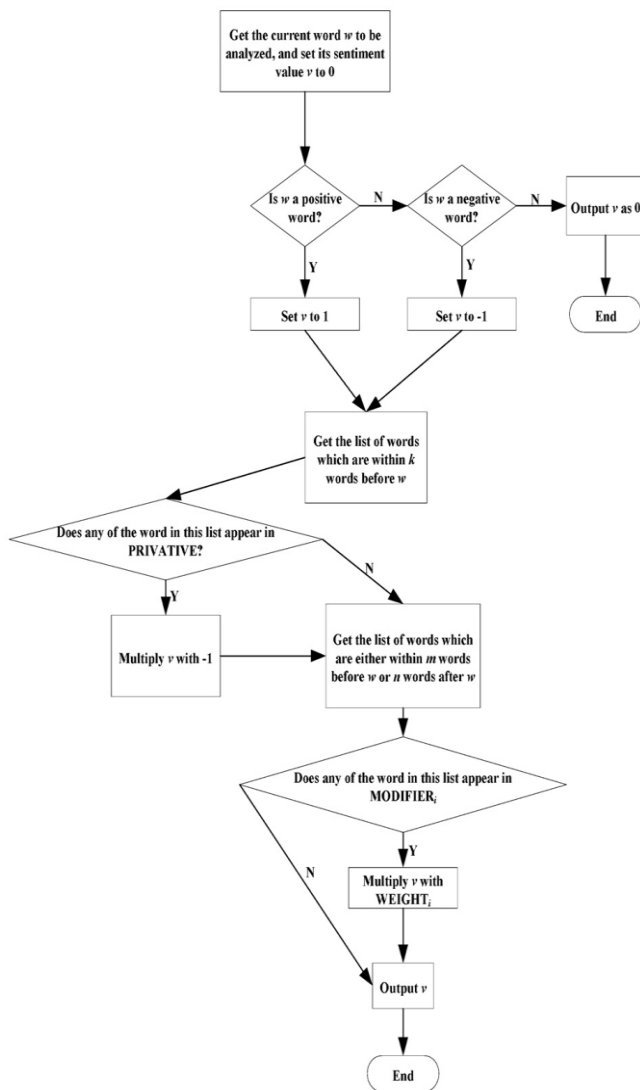 Get the current word w to be
analyzed, and set its sentiment
value v to 0
Is w a positive
word?
N
Is w a negative
word?
N
Output v as 0
Y
Y
Set v to 1
Set v to -1
End
Get the list of words
which are within k
words before w
Does any of the word in this list appear in
PRIVATIVE?
N
Y
Multiply v with -1
Get the list of words which
are either within m words
before w or n words after w
Does any of the word in this list appear in
MODIFIERi
Y
N
Multiply v with
WEIGHTi
Output v
End